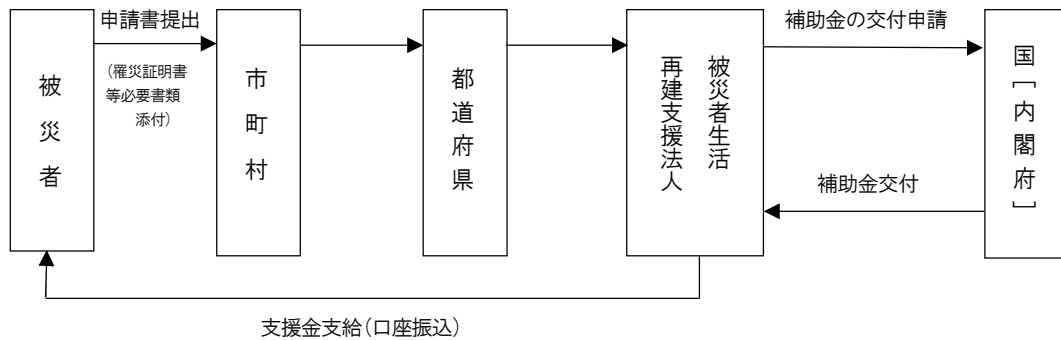 申請書提出
（罹災証明書
等必要書類
添付）
被災者
市町村
都道府県
被災者生活
再建支援法人
補助金の交付申請
補助金交付
国［内閣府］
支援金支給（口座振込）